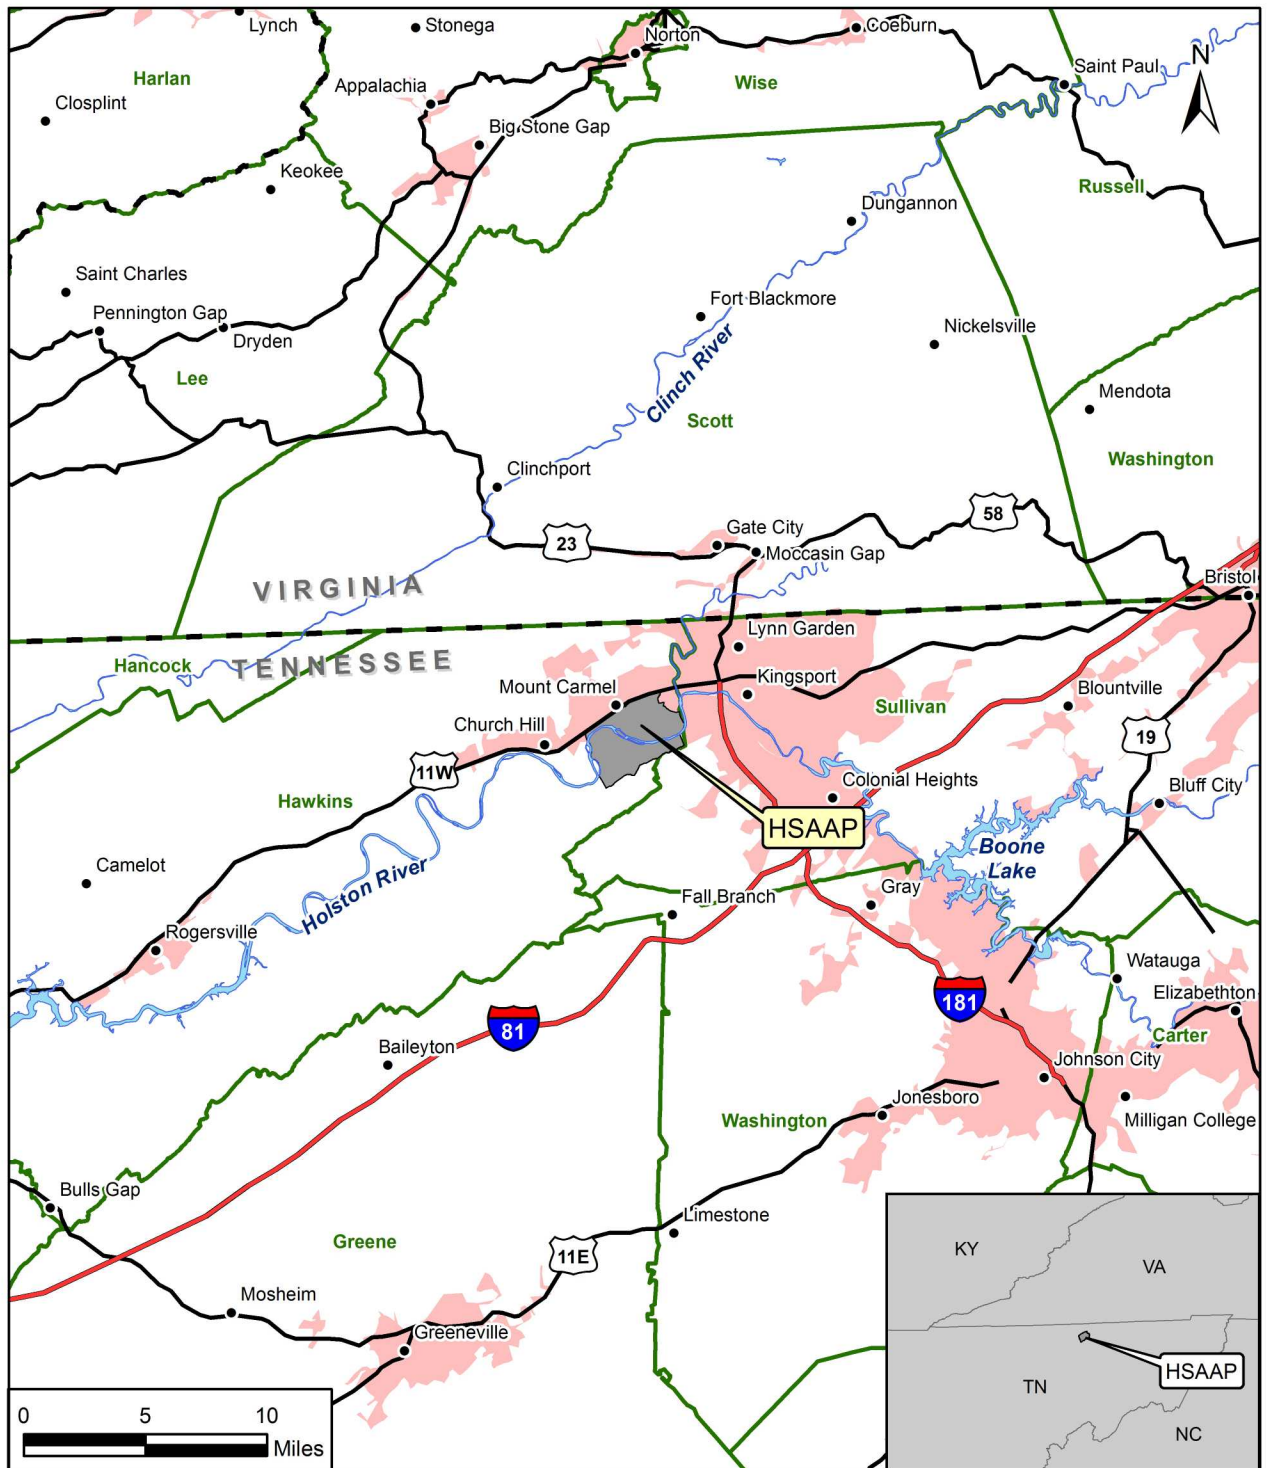 Lynch
Stonega
Norton
Coeburn
N
Harlan
Appalachia
Wise
Saint Paul
Closplint
Big Stone Gap
Keokee
Russell
Dungannon
Saint Charles
Fort Blackmore
Pennington Gap
Nickelsville
Dryden
Lee
Clinch River
Mendota
Scott
Washington
Clinchport
58
Gate City
23
Moccasin Gap
VIRGINIA
Bristol
Lynn Garden
Hancock
TENNESSEE
Mount Carmel
Kingsport
Blountville
Church Hill
Sullivan
19
11W
Colonial Heights
Bluff City
Hawkins
HSAAP
Boone
Lake
Camelot
Holston River
Gray
Fall Branch
Rogersville
Watauga
Elizabethton
181
81
Carter
Baileyton
Johnson City
Jonesboro
Washington
Milligan College
Bulls Gap
Limestone
Greene
11E
KY
VA
Mosheim
Greeneville
HSAAP
TN
NC
0 5 10
Miles